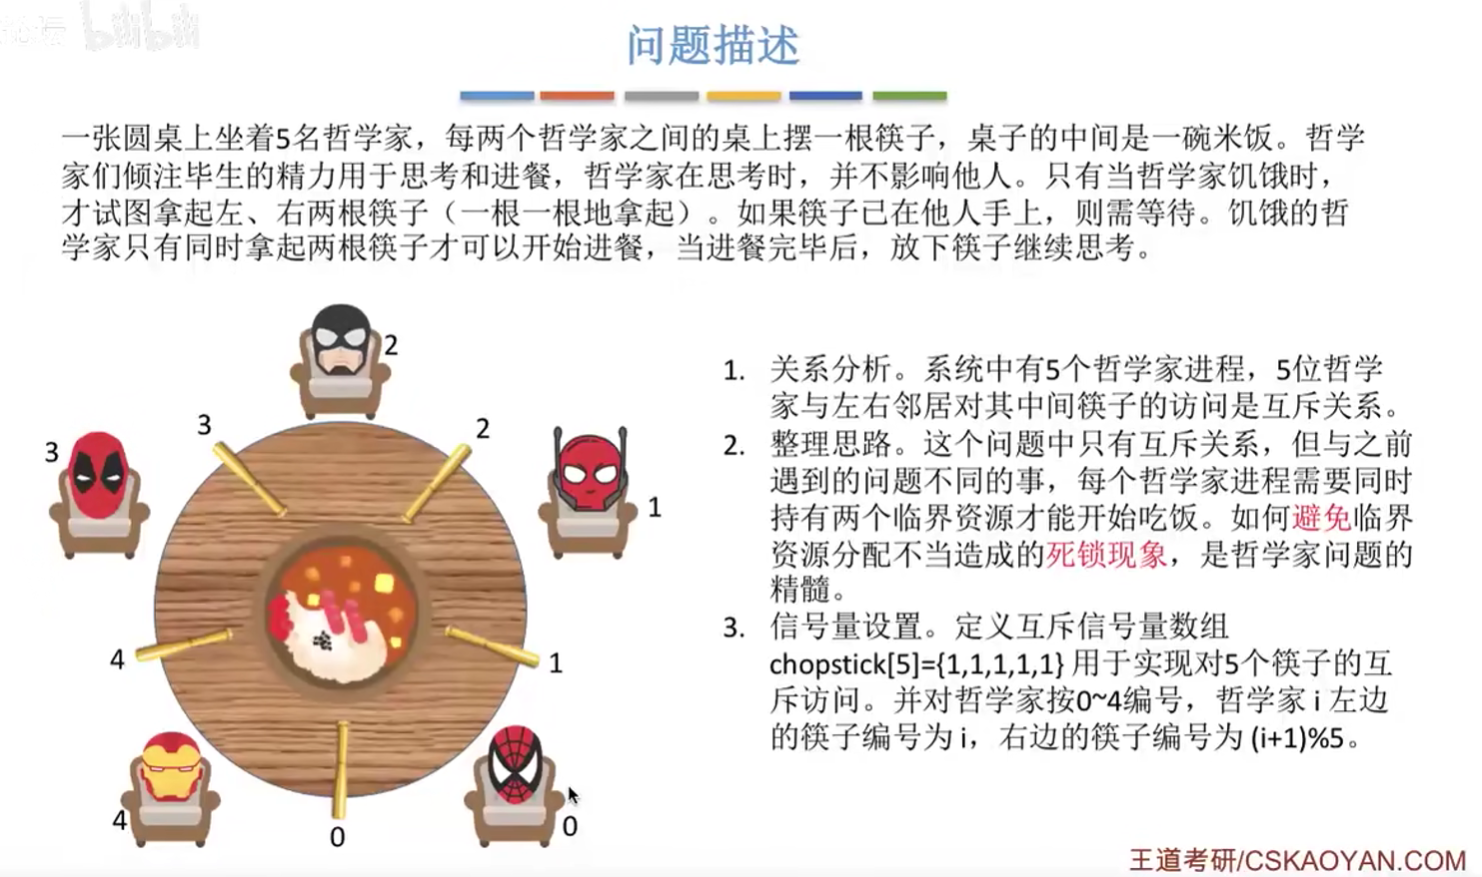 bilibili
问题描述
一张圆桌上坐着5名哲学家，每两个哲学家之间的桌上摆一根筷子，桌子的中间是一碗米饭。哲学
家们倾注毕生的精力用于思考和进餐，哲学家在思考时，并不影响他人。只有当哲学家饥饿时，
才试图拿起左、右两根筷子（一根一根地拿起）。如果筷子已在他人手上，则需等待。饥饿的哲
学家只有同时拿起两根筷子才可以开始进餐，当进餐完毕后，放下筷子继续思考。
2
3
2
3
1
4
1
4
0
0
1. 关系分析。系统中有5个哲学家进程，5位哲学
家与左右邻居对其中间筷子的访问是互斥关系。
2. 整理思路。这个问题中只有互斥关系，但与之前
遇到的问题不同的事，每个哲学家进程需要同时
持有两个临界资源才能开始吃饭。如何避免临界
资源分配不当造成的死锁现象，是哲学家问题的
精髓。
3. 信号量设置。定义互斥信号量数组
chopstick[5]={1,1,1,1,1} 用于实现对5个筷子的互
斥访问。并对哲学家按0~4编号，哲学家 i 左边
的筷子编号为 i，右边的筷子编号为 (i+1)%5。
王道考研/CSKAOYAN.COM